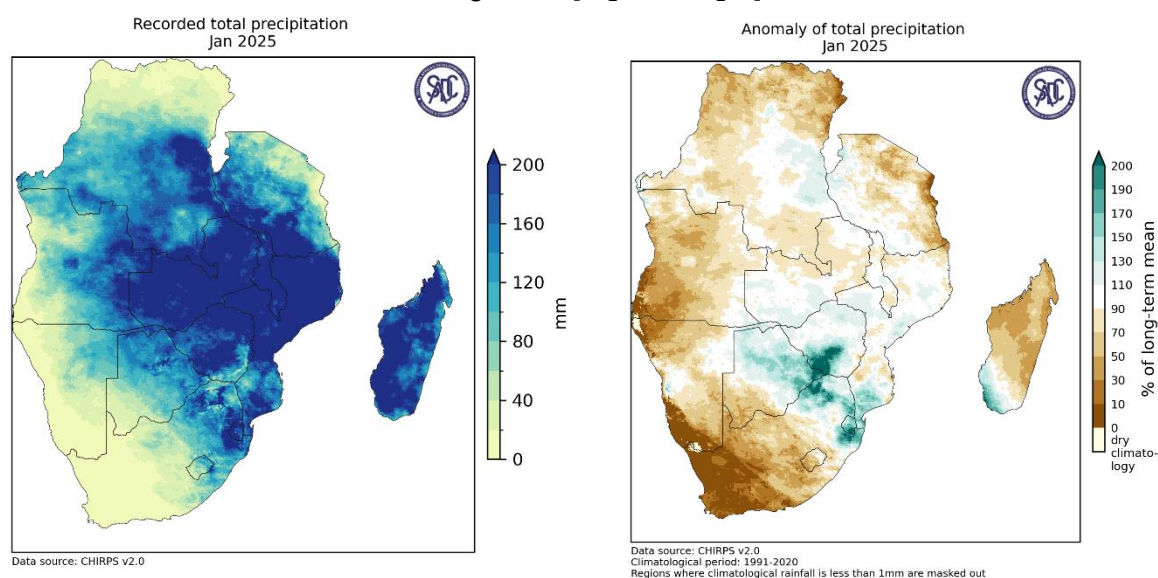 Recorded total precipitation
Jan 2025
SADC
200
160
120
80
40
0
mm
Data source: CHIRPS v2.0
Anomaly of total precipitation
Jan 2025
SADC
200
190
170
150
130
110
90
70
50
30
10
0
dry
climato-
logy
% of long-term mean
Data source: CHIRPS v2.0
Climatological period: 1991-2020
Regions where climatological rainfall is less than 1mm are masked out